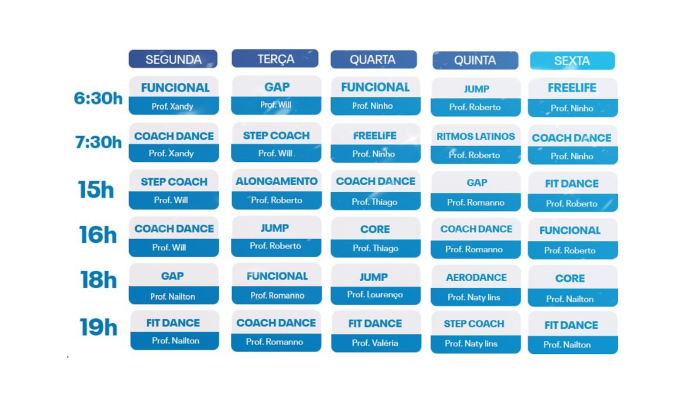 SEGUNDA TERÇA QUARTA QUINTA SEXTA
6:30h
FUNCIONAL GAP FUNCIONAL JUMP FREELIFE
Prof. Xandy Prof. Will Prof. Ninho Prof. Roberto Prof. Ninho
7:30h
COACH DANCE STEP COACH FREELIFE RITMOS LATINOS COACH DANCE
Prof. Xandy Prof. Will Prof. Ninho Prof. Roberto Prof. Ninho
15h
STEP COACH ALONGAMENTO COACH DANCE GAP FIT DANCE
Prof. Will Prof. Roberto Prof. Thiago Prof. Romanno Prof. Roberto
16h
COACH DANCE JUMP CORE COACH DANCE FUNCIONAL
Prof. Will Prof. Roberto Prof. Thiago Prof. Romanno Prof. Roberto
18h
GAP FUNCIONAL JUMP AERODANCE CORE
Prof. Nailton Prof. Romanno Prof. Lourenço Prof. Naty lins Prof. Nailton
19h
FIT DANCE COACH DANCE FIT DANCE STEP COACH FIT DANCE
Prof. Nailton Prof. Romanno Prof. Valéria Prof. Naty lins Prof. Nailton